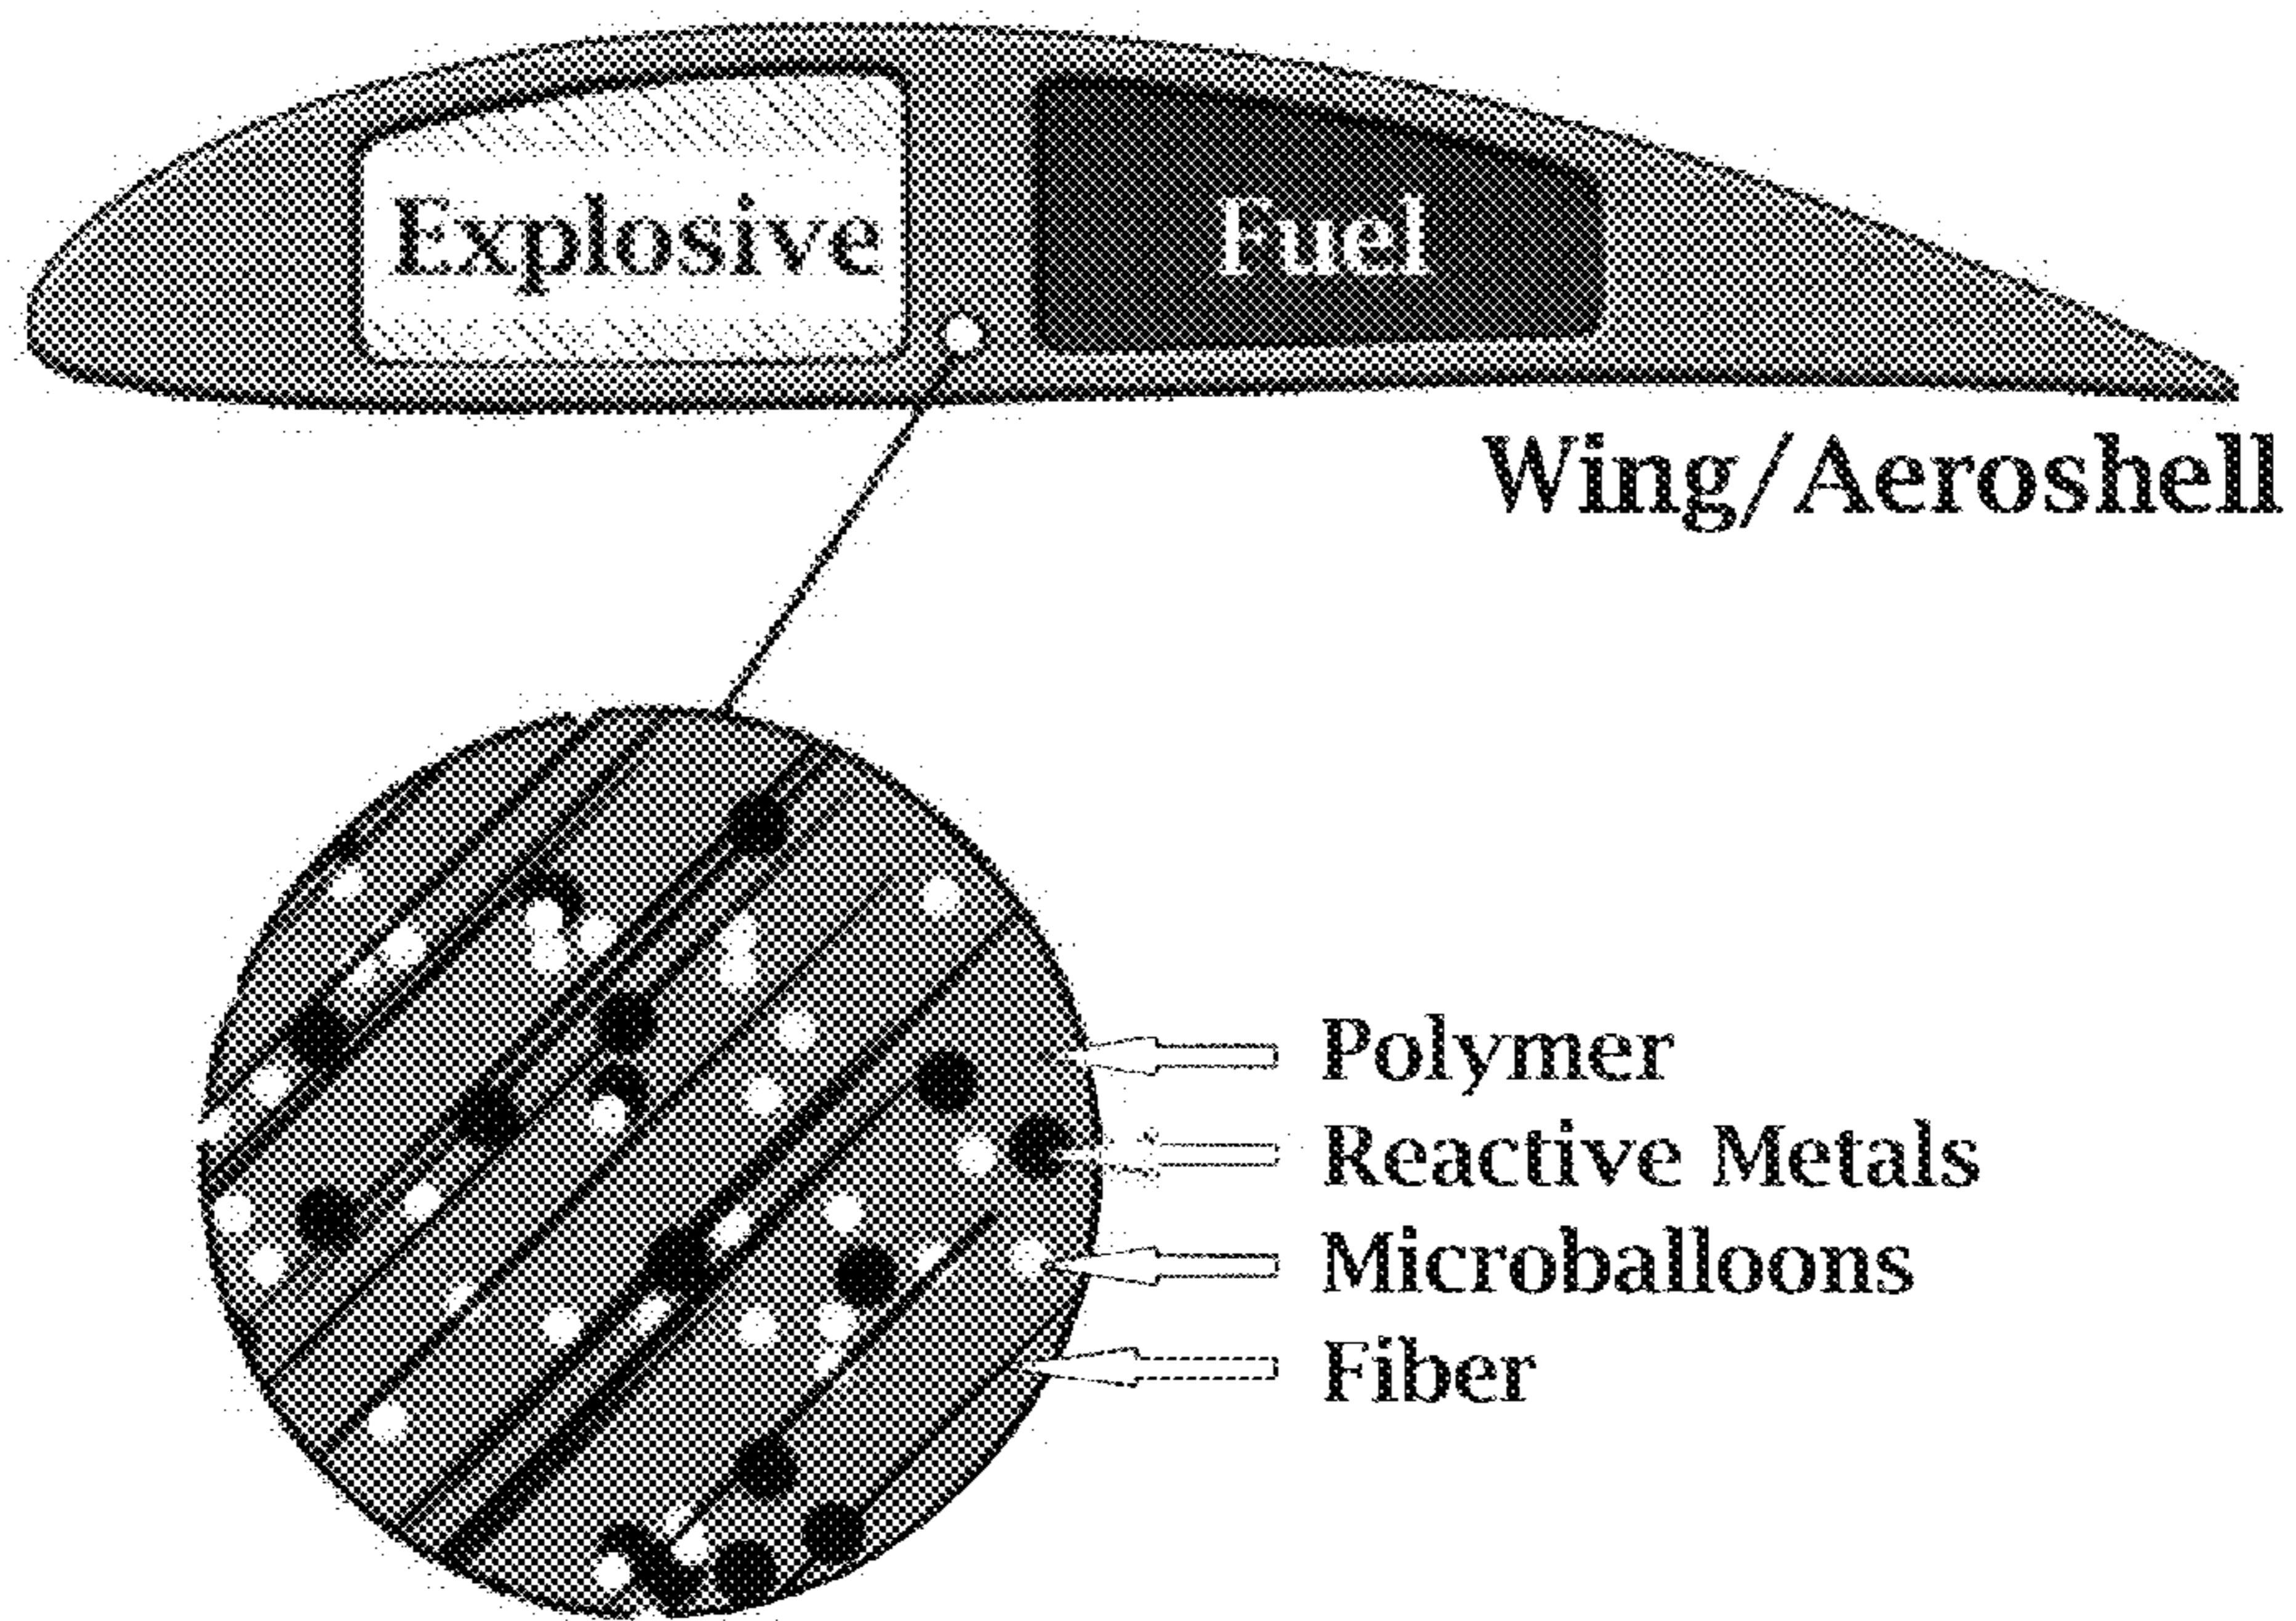 Explosive
Fuel
Wing/Aeroshell
Polymer
Reactive Metals
Microballoons
Fiber